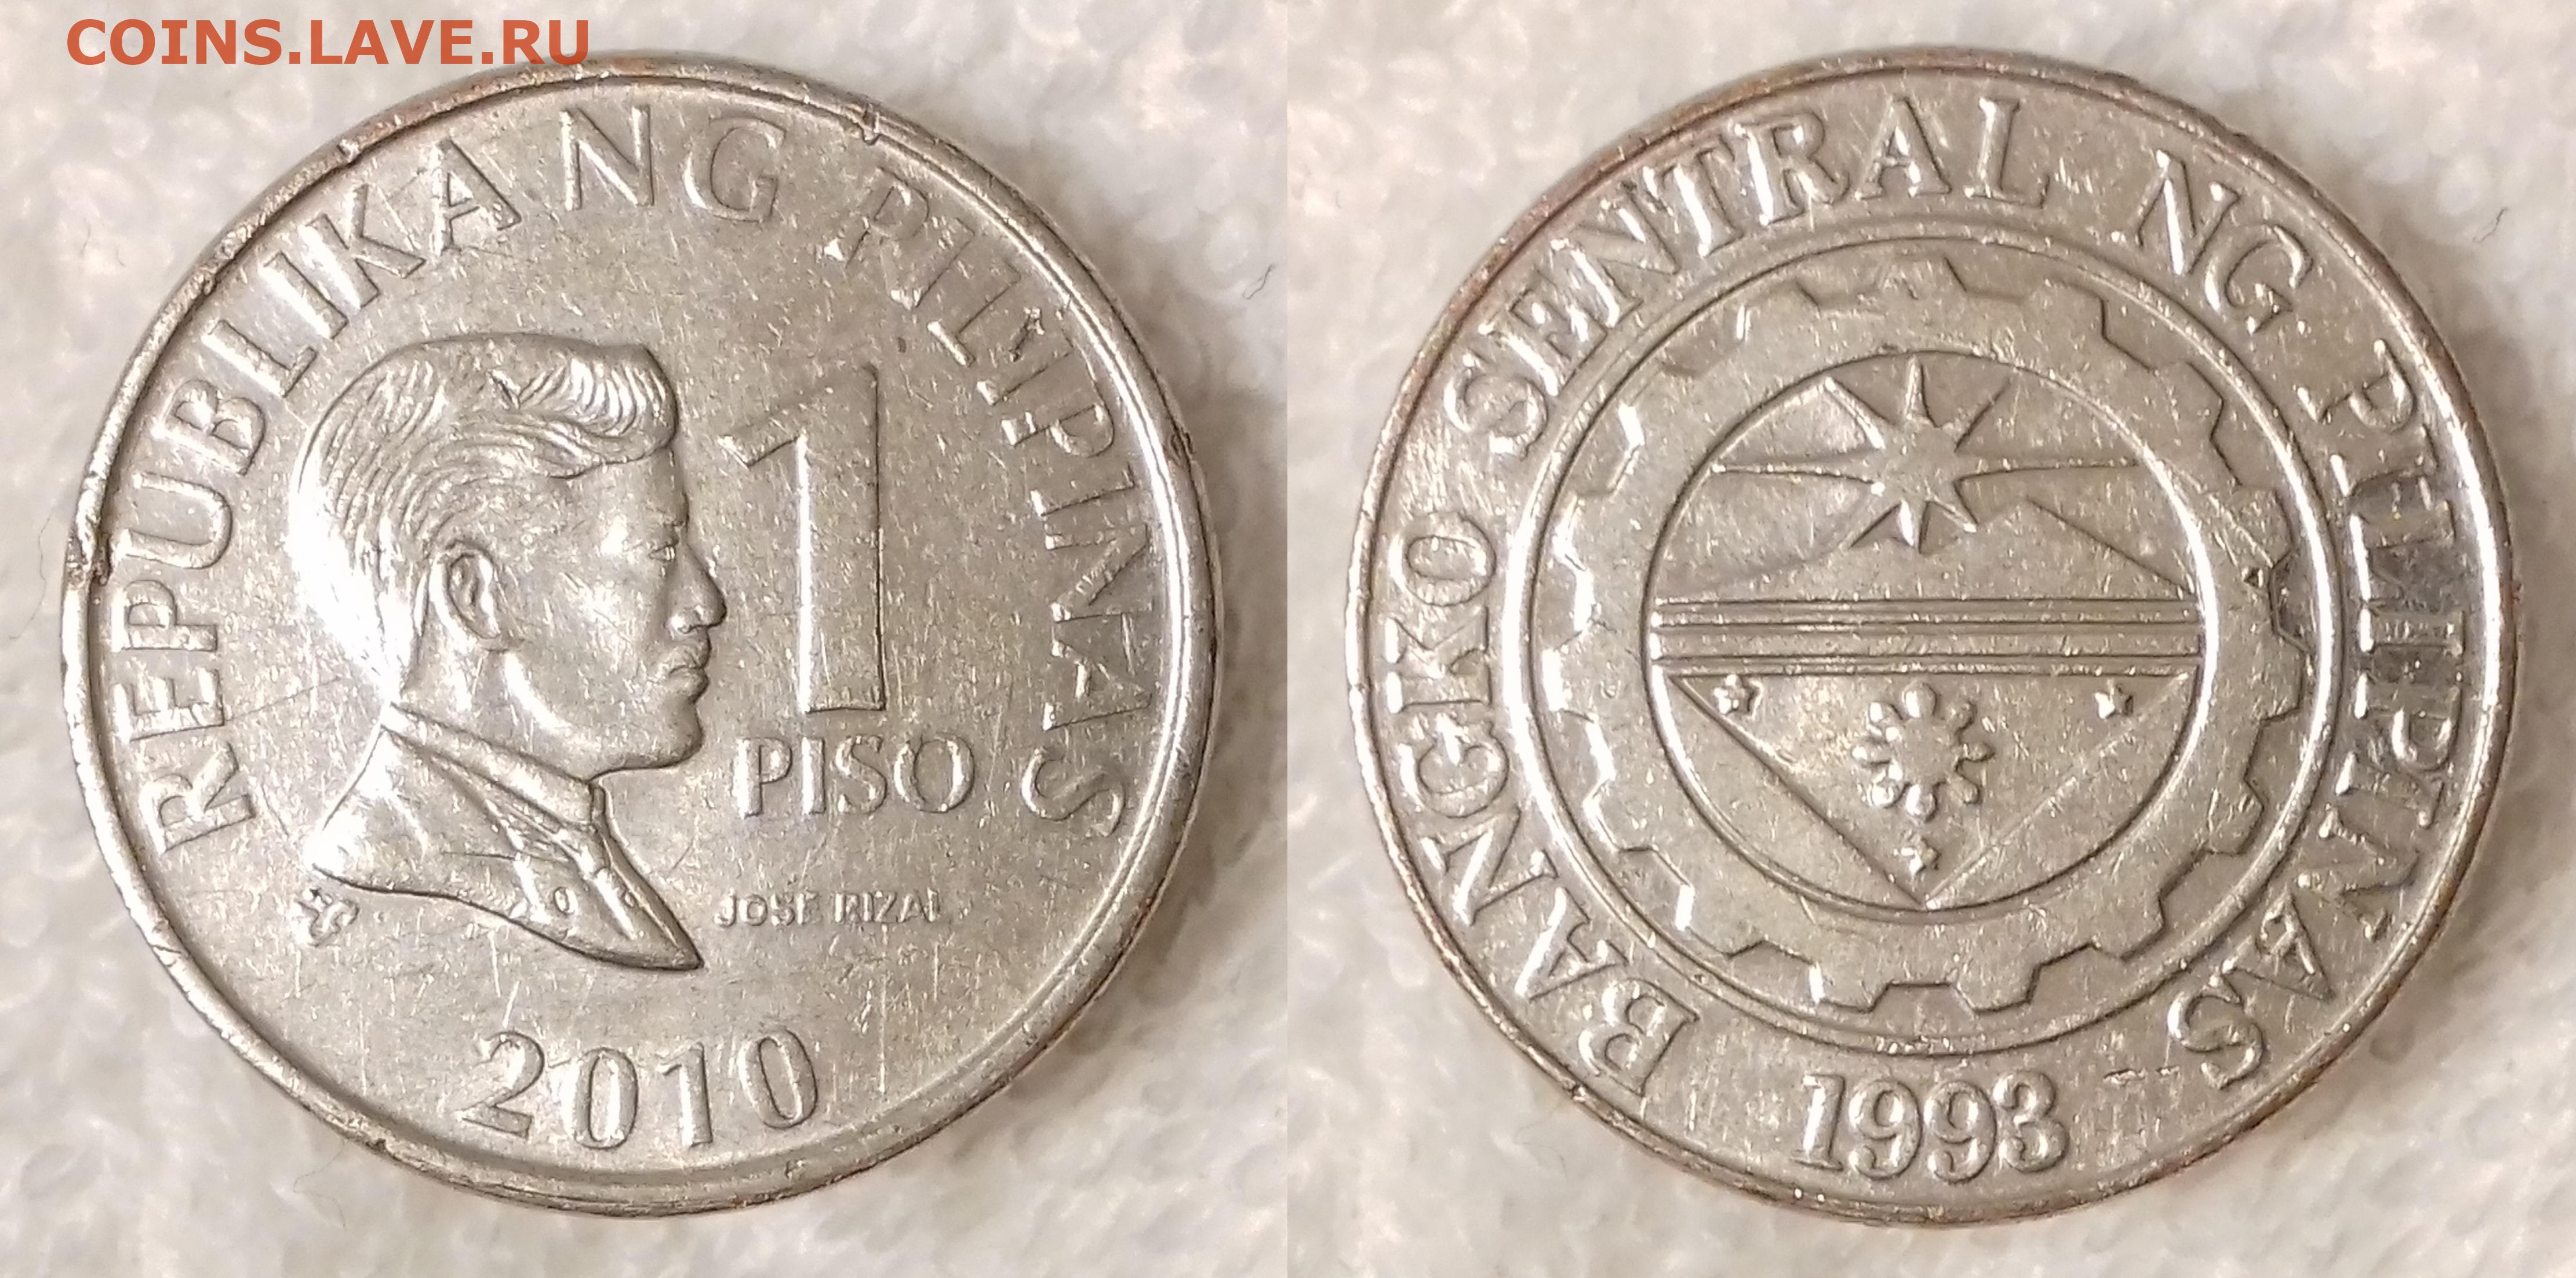 COINS.LAVE.RU
REPUBLIKA NG PILIPINAS
1
PISO
JOSE RIZAL
2010
BANGKO SENTRAL NG PILIPINAS
1993